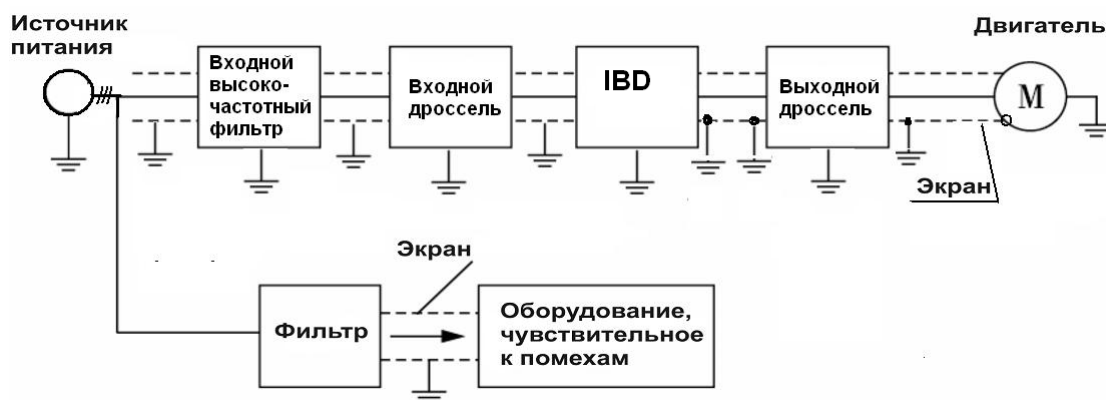 Источник
питания
Двигатель
Входной
высоко-
частотный
фильтр
Входной
дроссель
IBD
Выходной
дроссель
М
Экран
Экран
Фильтр
Оборудование,
чувствительное
к помехам